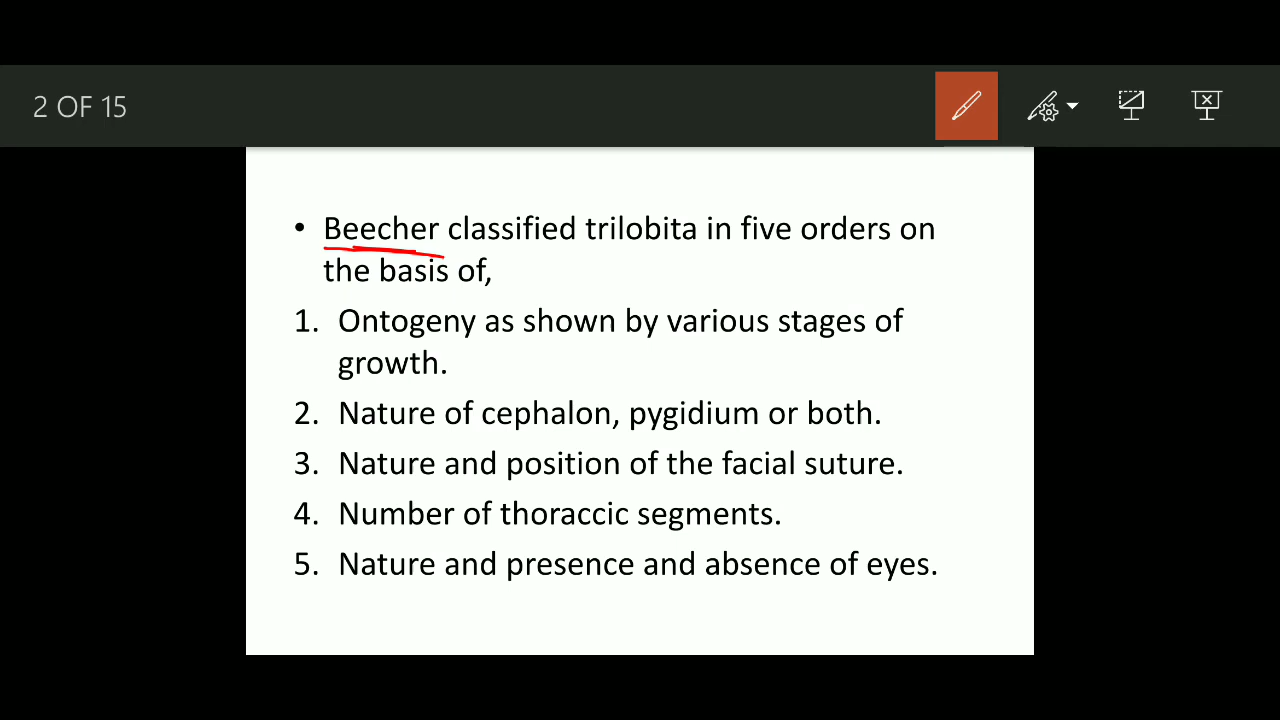 2 OF 15
• Beecher classified trilobita in five orders on
the basis of,
1. Ontogeny as shown by various stages of
growth.
2. Nature of cephalon, pygidium or both.
3. Nature and position of the facial suture.
4. Number of thoraccic segments.
5. Nature and presence and absence of eyes.